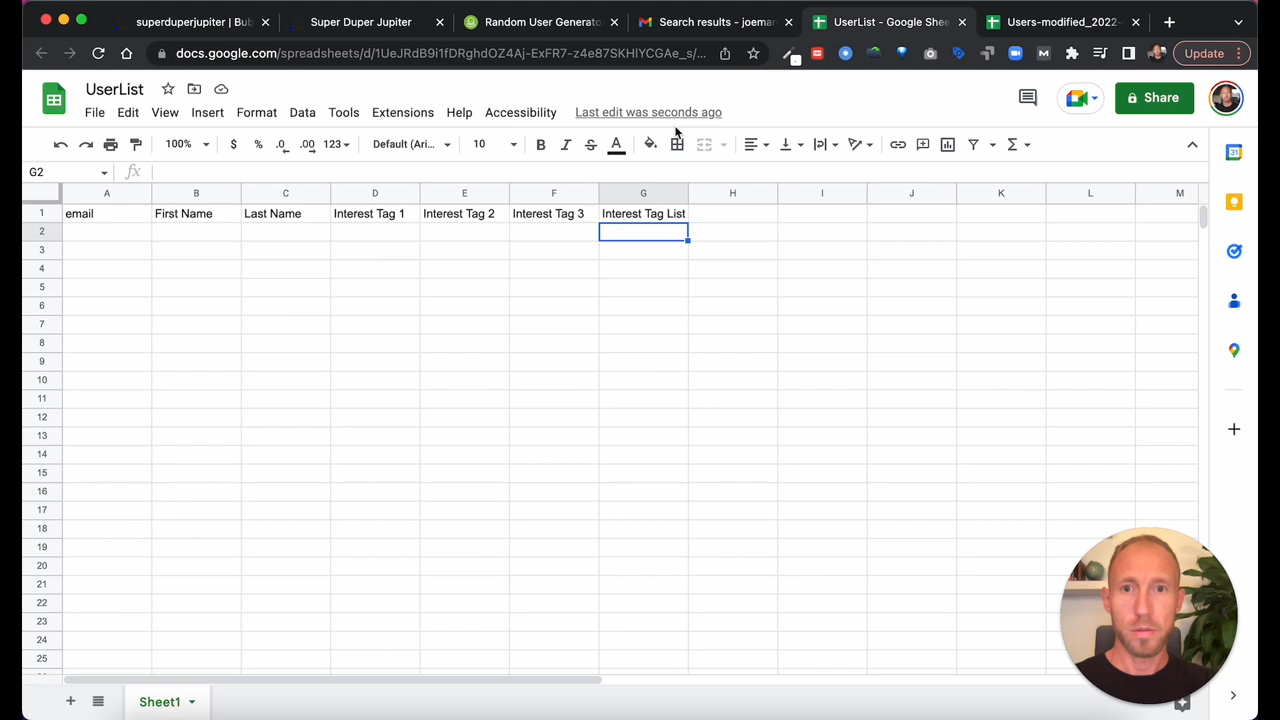 superduperjupiter | Bub
Super Duper Jupiter
Random User Generato
Search results - joeman
UserList - Google Shee
Users-modified_2022-
docs.google.com/spreadsheets/d/1UeJRdB9i1fDRghdOZ4Aj-ExFR7-z4e87SKHlYCGAe_s/...
Update
UserList
File Edit View Insert Format Data Tools Extensions Help Accessibility Last edit was seconds ago
Share
100% $ % .0 .00 123 Default (Ari... 10 B I S A
G2 fx
A B C D E F G H I J K L M
1 email First Name Last Name Interest Tag 1 Interest Tag 2 Interest Tag 3 Interest Tag List
2
3
4
5
6
7
8
9
10
11
12
13
14
15
16
17
18
19
20
21
22
23
24
25
Sheet1